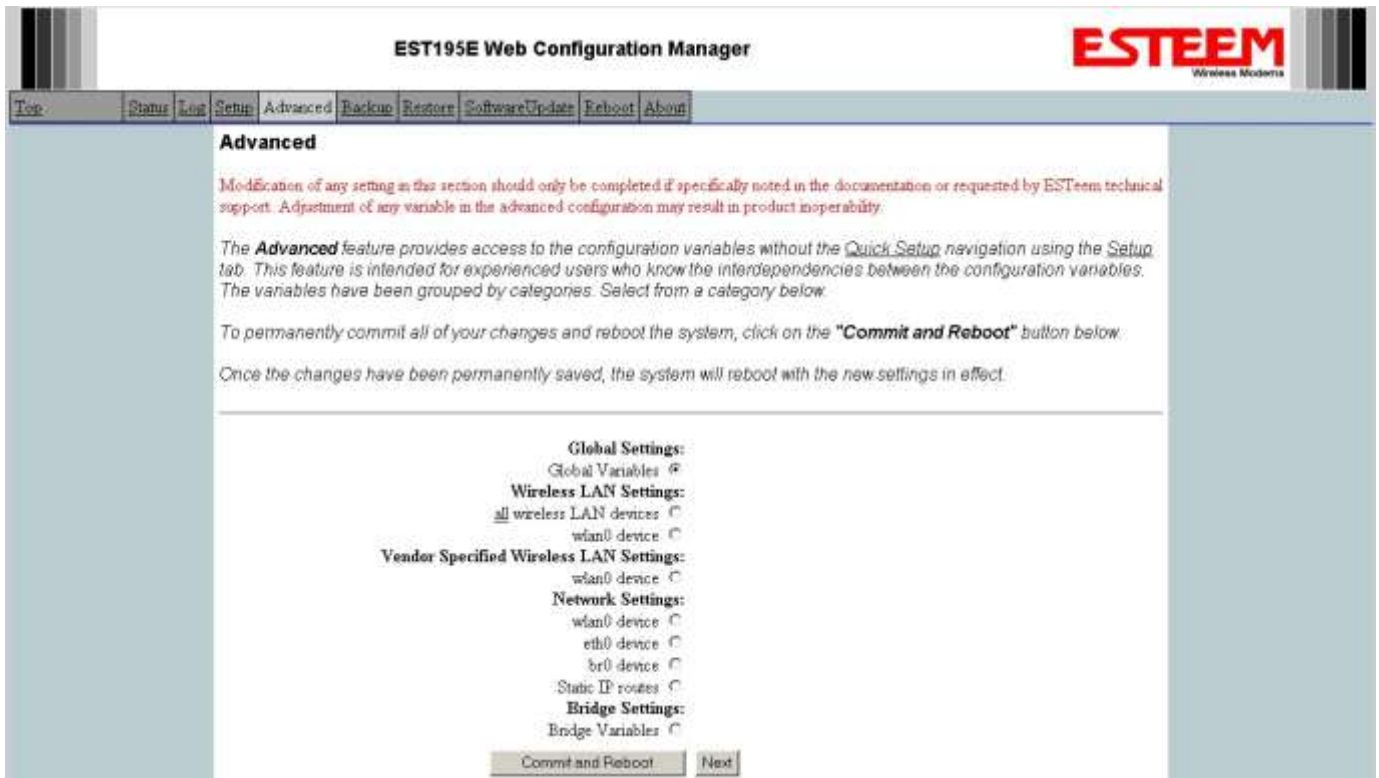 EST195E Web Configuration Manager
ESTEEM
Wireless Modems
Top Status Log Setup Advanced Backup Restore SoftwareUpdate Reboot About
Advanced
Modification of any setting in this section should only be completed if specifically noted in the documentation or requested by ESTeem technical
support. Adjustment of any variable in the advanced configuration may result in product inoperability.
The Advanced feature provides access to the configuration variables without the Quick Setup navigation using the Setup
tab. This feature is intended for experienced users who know the interdependencies between the configuration variables.
The variables have been grouped by categories. Select from a category below.
To permanently commit all of your changes and reboot the system, click on the "Commit and Reboot" button below.
Once the changes have been permanently saved, the system will reboot with the new settings in effect.
Global Settings:
Global Variables
Wireless LAN Settings:
all wireless LAN devices
wlan0 device
Vendor Specified Wireless LAN Settings:
wlan0 device
Network Settings:
wlan0 device
eth0 device
br0 device
Static IP routes
Bridge Settings:
Bridge Variables
Commit and Reboot Next